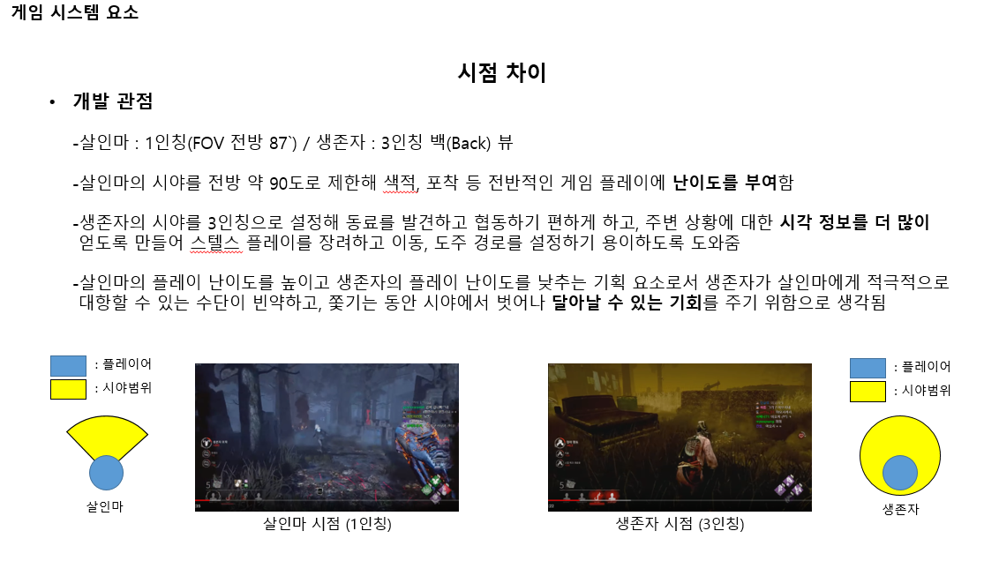 게임 시스템 요소
시점 차이
• 개발 관점
-살인마 : 1인칭(FOV 전방 87`) / 생존자 : 3인칭 백(Back) 뷰
-살인마의 시야를 전방 약 90도로 제한해 색적, 포착 등 전반적인 게임 플레이에 난이도를 부여함
-생존자의 시야를 3인칭으로 설정해 동료를 발견하고 협동하기 편하게 하고, 주변 상황에 대한 시각 정보를 더 많이
얻도록 만들어 스텔스 플레이를 장려하고 이동, 도주 경로를 설정하기 용이하도록 도와줌
-살인마의 플레이 난이도를 높이고 생존자의 플레이 난이도를 낮추는 기획 요소로서 생존자가 살인마에게 적극적으로
대항할 수 있는 수단이 빈약하고, 쫓기는 동안 시야에서 벗어나 달아날 수 있는 기회를 주기 위함으로 생각됨
: 플레이어
: 시야범위
살인마
5
살인마 시점 (1인칭)
5
생존자 시점 (3인칭)
: 플레이어
: 시야범위
생존자